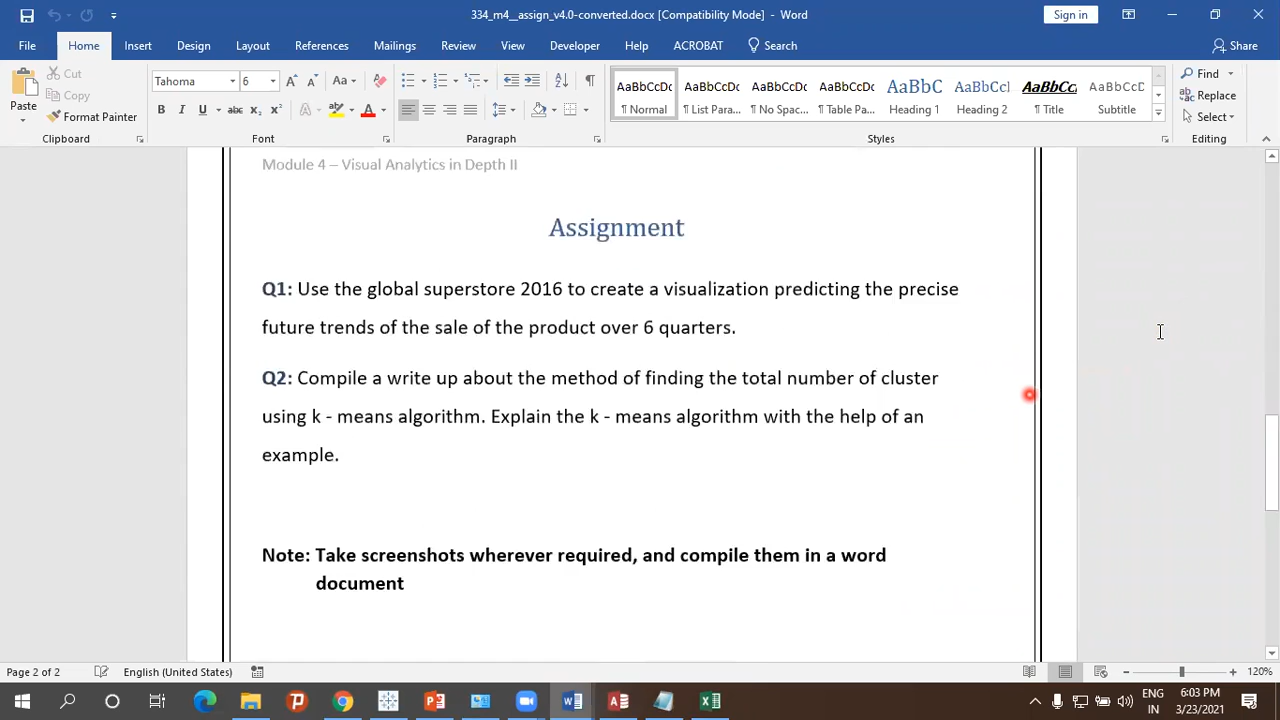 334_m4__assign_v4.0-converted.docx [Compatibility Mode] - Word
Sign in
File Home Insert Design Layout References Mailings Review View Developer Help ACROBAT Search Share
Paste
Cut
Copy
Format Painter
Clipboard
Tahoma 6
Font
Paragraph
AaBbCcDc AaBbCcDc AaBbCcDc AaBbCcDc AaBbC AaBbCcI AaBbCc AaBbCcD
¶ Normal ¶ List Para... ¶ No Spac... ¶ Table Pa... Heading 1 Heading 2 ¶ Title Subtitle
Styles
Find
Replace
Select
Editing
Module 4 – Visual Analytics in Depth II
Assignment
Q1: Use the global superstore 2016 to create a visualization predicting the precise
future trends of the sale of the product over 6 quarters.
Q2: Compile a write up about the method of finding the total number of cluster
using k - means algorithm. Explain the k - means algorithm with the help of an
example.
Note: Take screenshots wherever required, and compile them in a word
document
Page 2 of 2 English (United States) 120%
ENG
IN
6:03 PM
3/23/2021